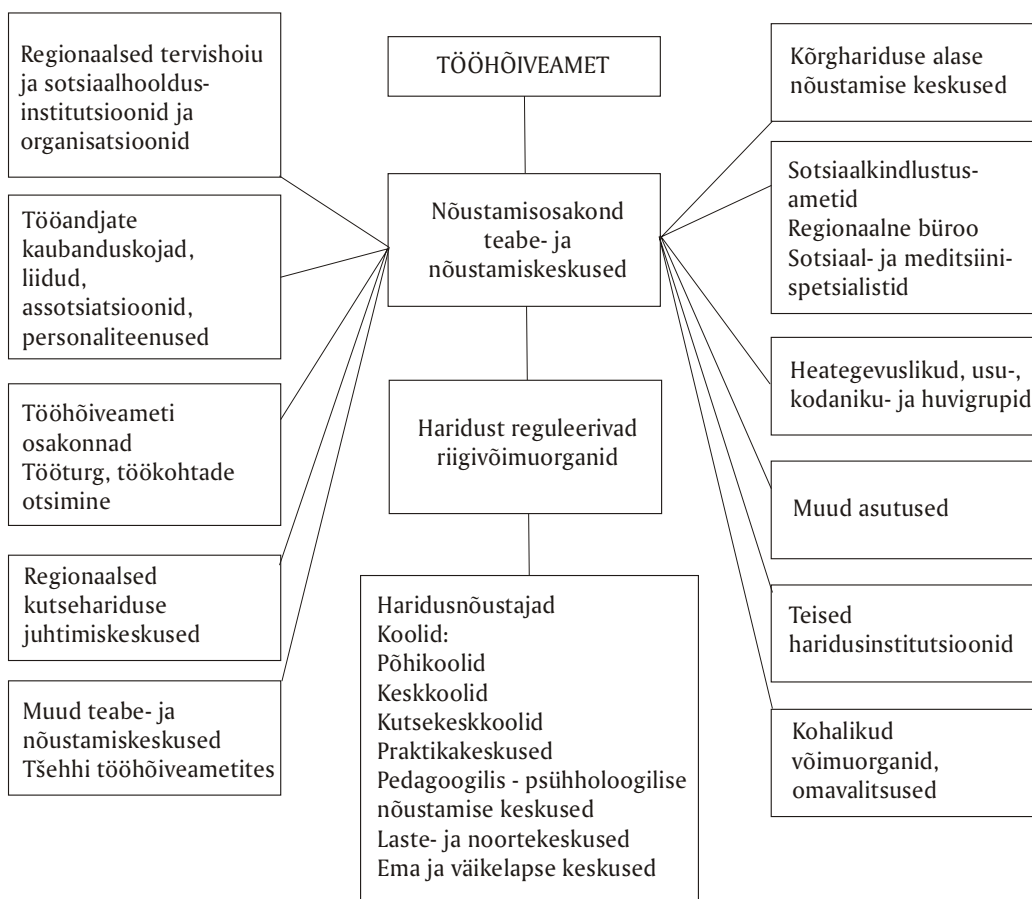 Regionaalsed tervishoiu
ja sotsiaalhooldus-
institutsioonid ja
organisatsioonid
Tööandjate
kaubanduskojad,
liidud,
assotsiatsioonid,
personaliteenused
Tööhõiveameti
osakonnad
Tööturg, töökohtade
otsimine
Regionaalsed
kutsehariduse
juhtimiskeskused
Muud teabe- ja
nõustamiskeskused
Tšehhi tööhõiveametites
TÖÖHÕIVEAMET
Nõustamisosakond
teabe- ja
nõustamiskeskused
Haridust reguleerivad
riigivõimuorganid
Haridusnõustajad
Koolid:
Põhikoolid
Keskkoolid
Kutsekeskkoolid
Praktikakeskused
Pedagoogilis - psühholoogilise
nõustamise keskused
Laste- ja noortekeskused
Ema ja väikelapse keskused
Kõrghariduse alase
nõustamise keskused
Sotsiaalkindlustus-
ametid
Regionaalne büroo
Sotsiaal- ja meditsiini-
spetsialistid
Heategevuslikud, usu-,
kodaniku- ja huvigrupid
Muud asutused
Teised
haridusinstitutsioonid
Kohalikud
võimuorganid,
omavalitsused